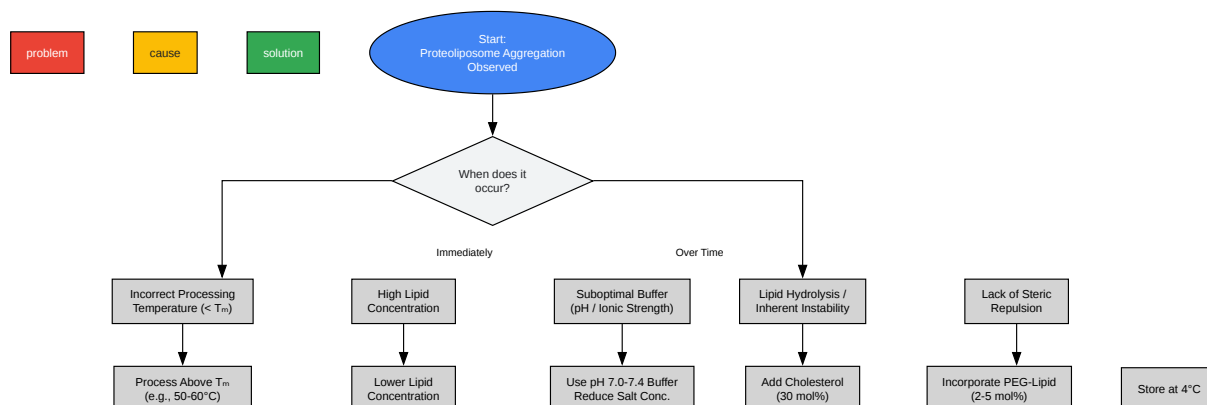 problem
cause
solution
Start:
Proteoliposome Aggregation
Observed
When does it
occur?
Immediately
Over Time
Incorrect Processing
Temperature (< Tₘ)
High Lipid
Concentration
Suboptimal Buffer
(pH / Ionic Strength)
Lipid Hydrolysis /
Inherent Instability
Lack of Steric
Repulsion
Process Above Tₘ
(e.g., 50-60°C)
Lower Lipid
Concentration
Use pH 7.0-7.4 Buffer
Reduce Salt Conc.
Add Cholesterol
(30 mol%)
Incorporate PEG-Lipid
(2-5 mol%)
Store at 4°C